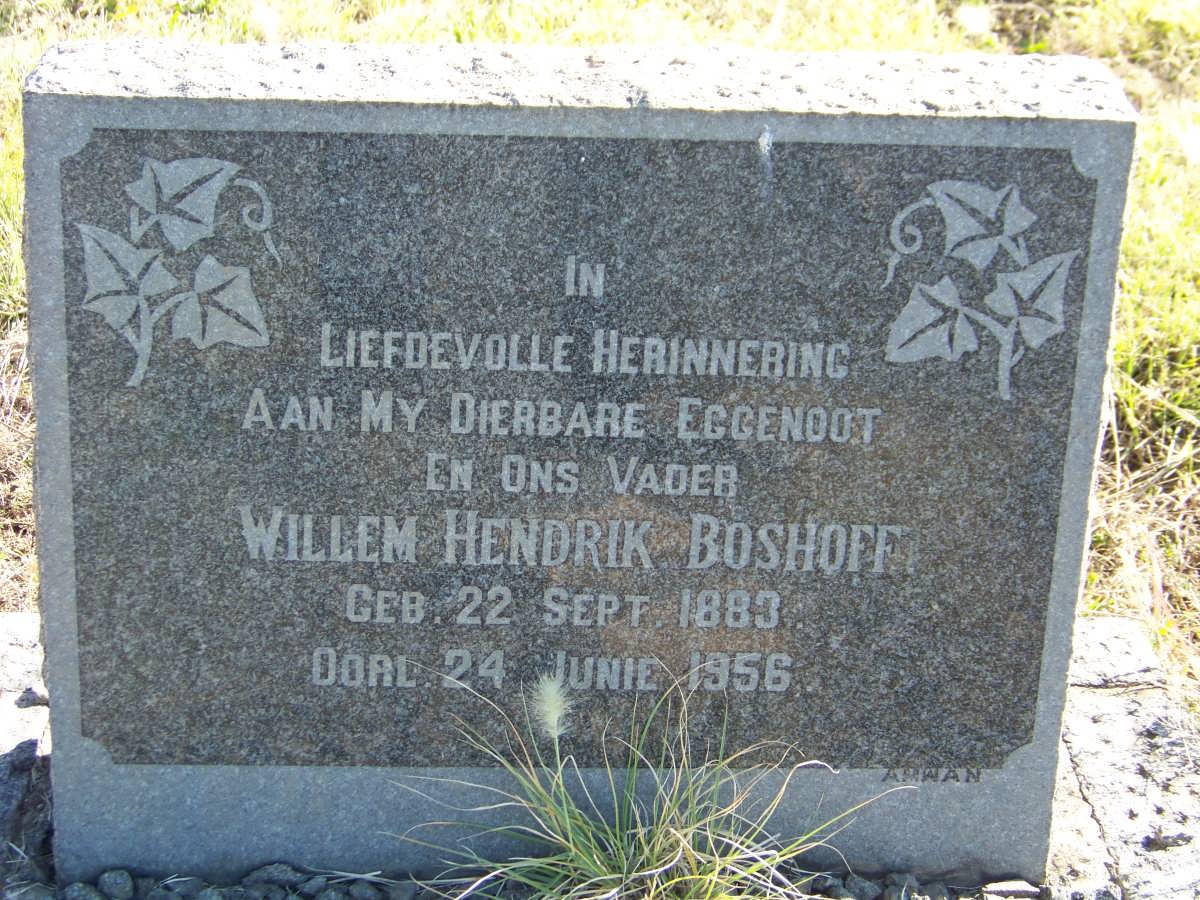 IN
LIEFDEVOLLE HERINNERING
AAN MY DIERBARE EGGENOOT
EN ONS VADER
WILLEM HENDRIK BOSHOFF
GEB. 22 SEPT. 1883.
OORL. 24 JUNIE 1956.